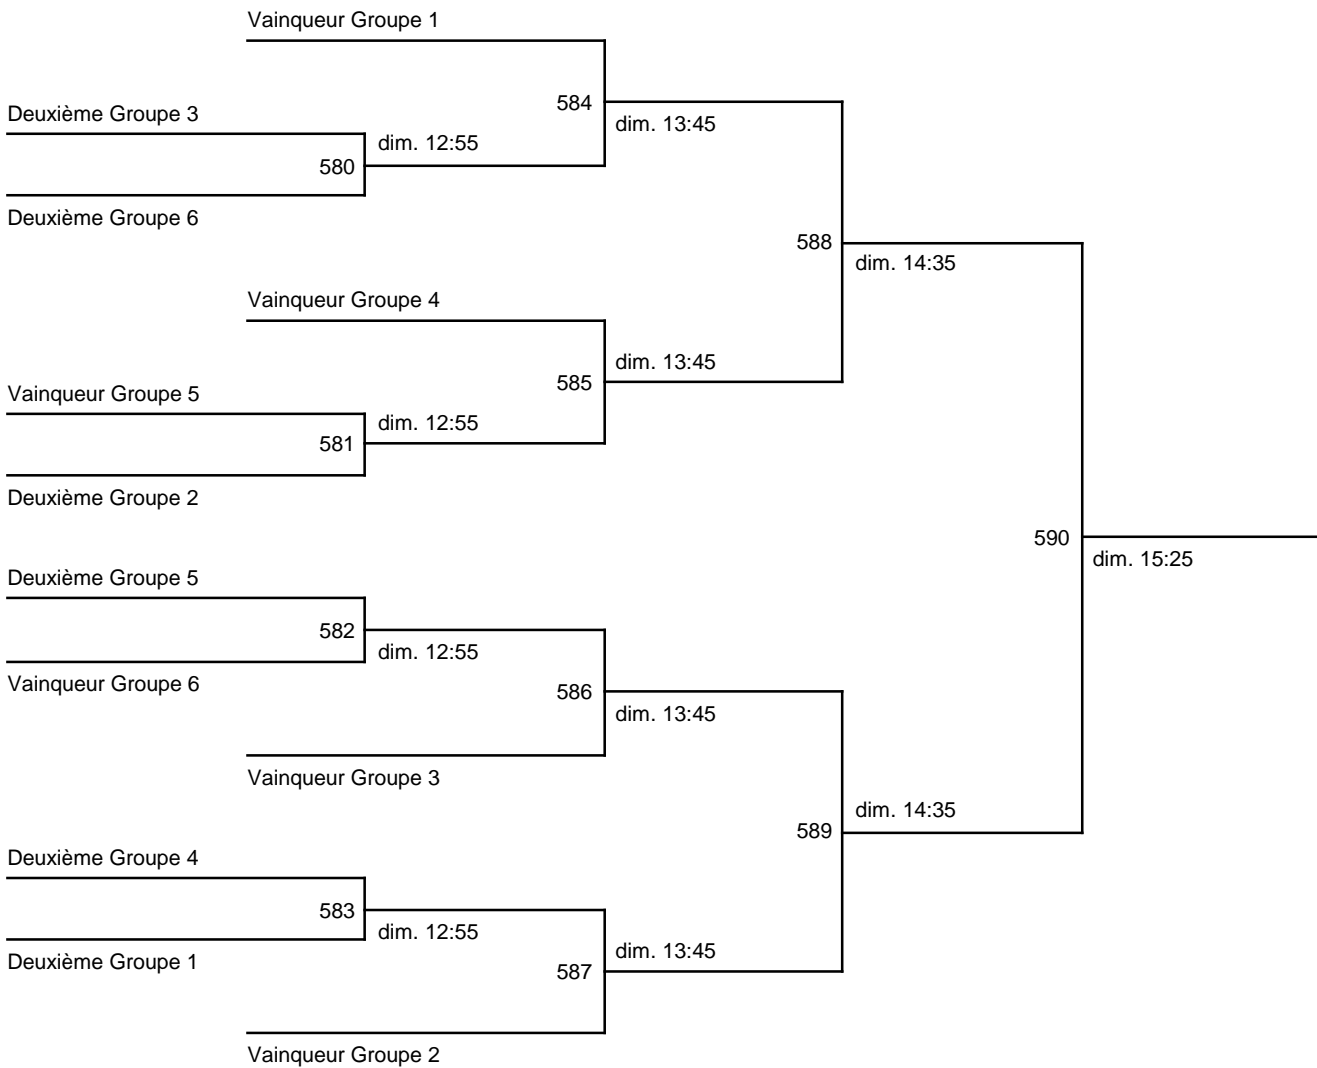 Vainqueur Groupe 1
584
dim. 13:45
Deuxième Groupe 3
580
dim. 12:55
Deuxième Groupe 6
588
dim. 14:35
Vainqueur Groupe 4
585
dim. 13:45
Vainqueur Groupe 5
581
dim. 12:55
Deuxième Groupe 2
590
dim. 15:25
Deuxième Groupe 5
582
dim. 12:55
Vainqueur Groupe 6
586
dim. 13:45
Vainqueur Groupe 3
589
dim. 14:35
Deuxième Groupe 4
583
dim. 12:55
Deuxième Groupe 1
587
dim. 13:45
Vainqueur Groupe 2